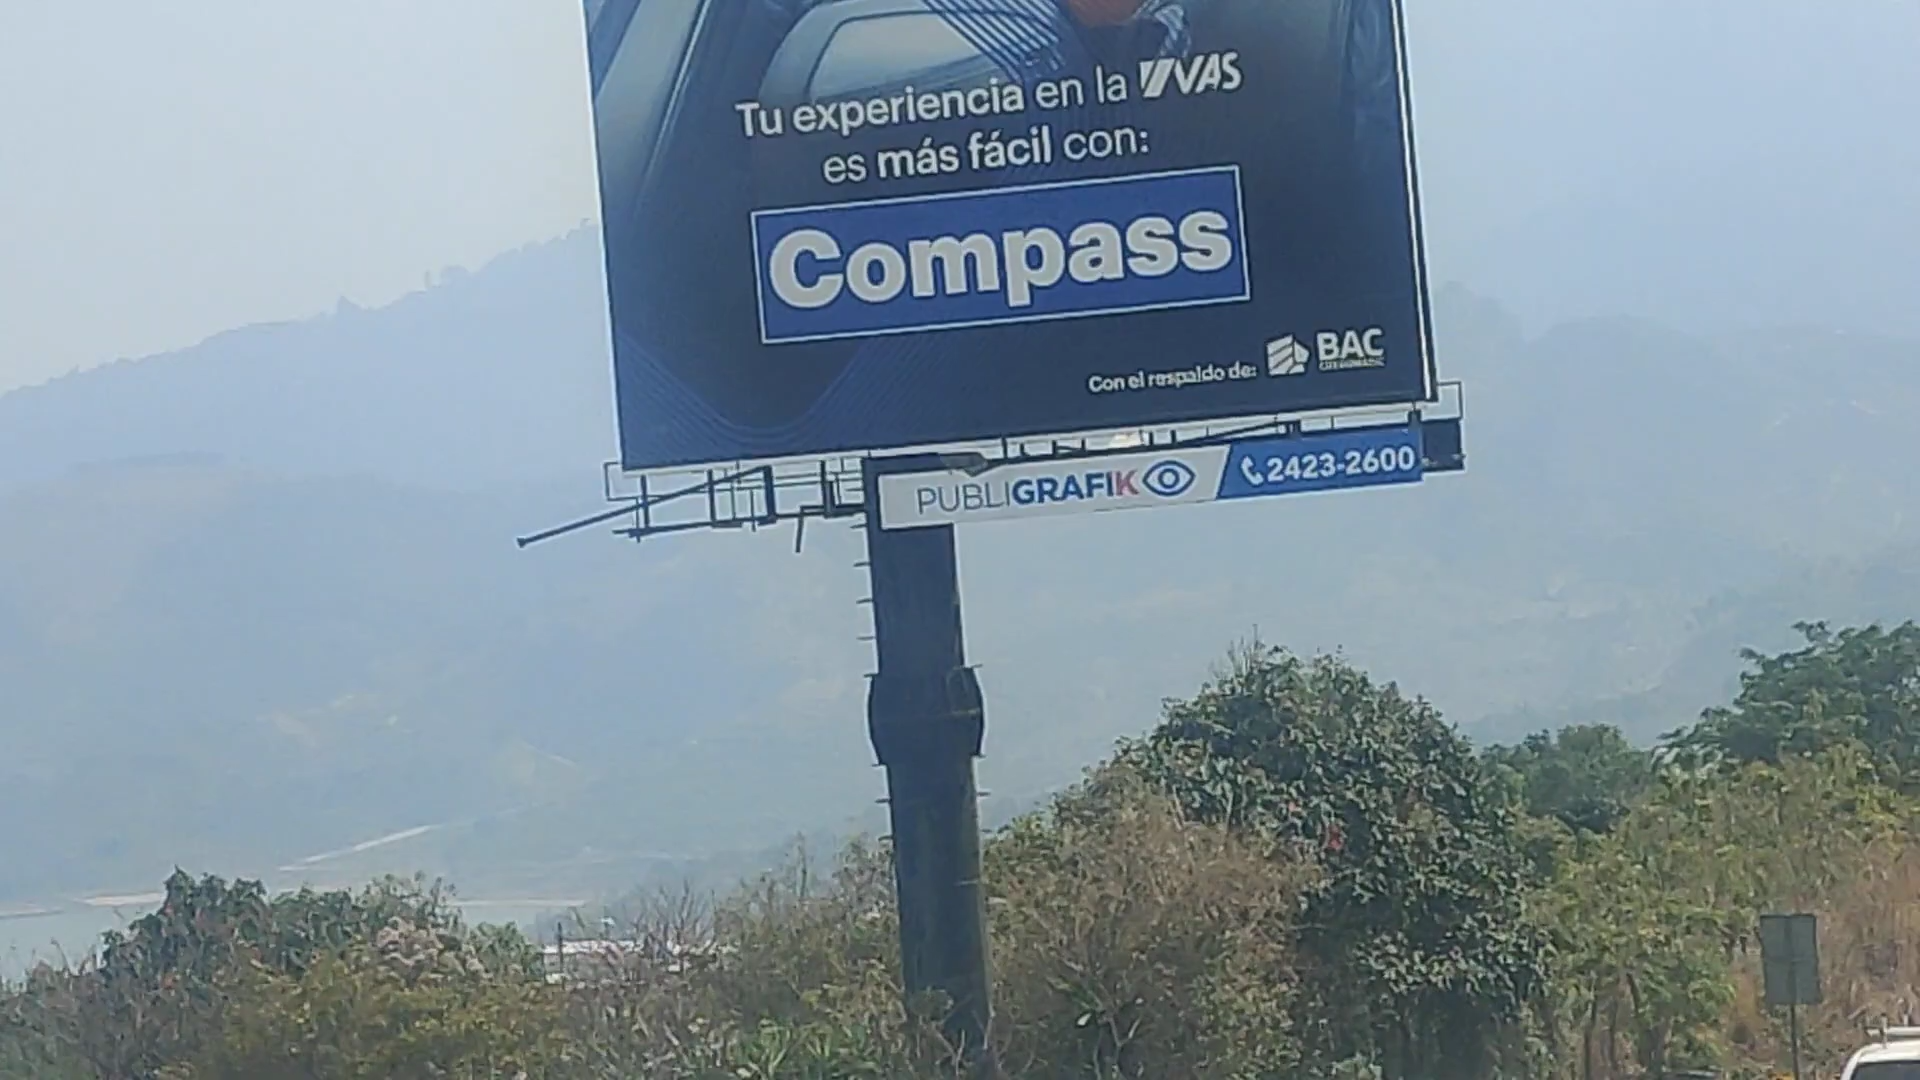 Tu experiencia en la VAS
es más fácil con:
Compass
Con el respaldo de: BAC
PUBLIGRAFIK 2423-2600